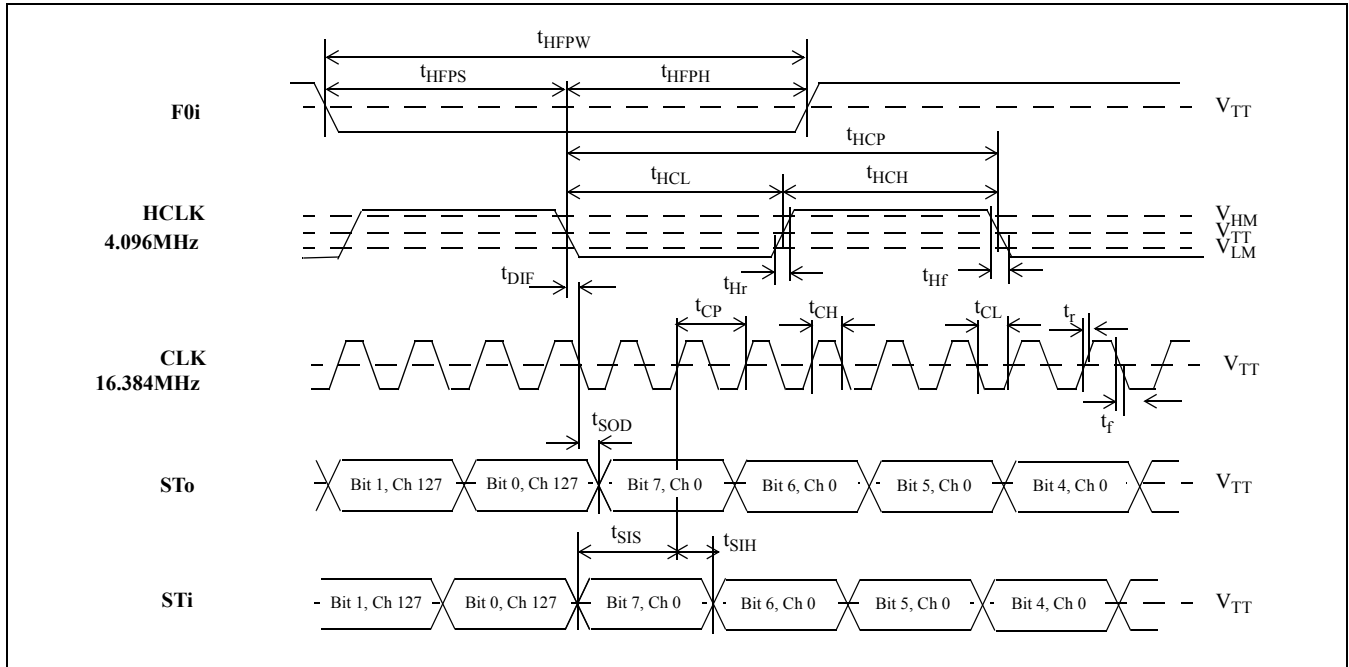 tHFPW
tHFPS tHFPH
F0i VTT
tHCP
tHCL tHCH
HCLK VHM
4.096MHz VTT
VLM
tDIF tHr tHf
tCP tCH tCL tr
CLK VTT
16.384MHz
tf
tSOD
STo Bit 1, Ch 127 Bit 0, Ch 127 Bit 7, Ch 0 Bit 6, Ch 0 Bit 5, Ch 0 Bit 4, Ch 0 VTT
tSIS tSIH
STi Bit 1, Ch 127 Bit 0, Ch 127 Bit 7, Ch 0 Bit 6, Ch 0 Bit 5, Ch 0 Bit 4, Ch 0 VTT